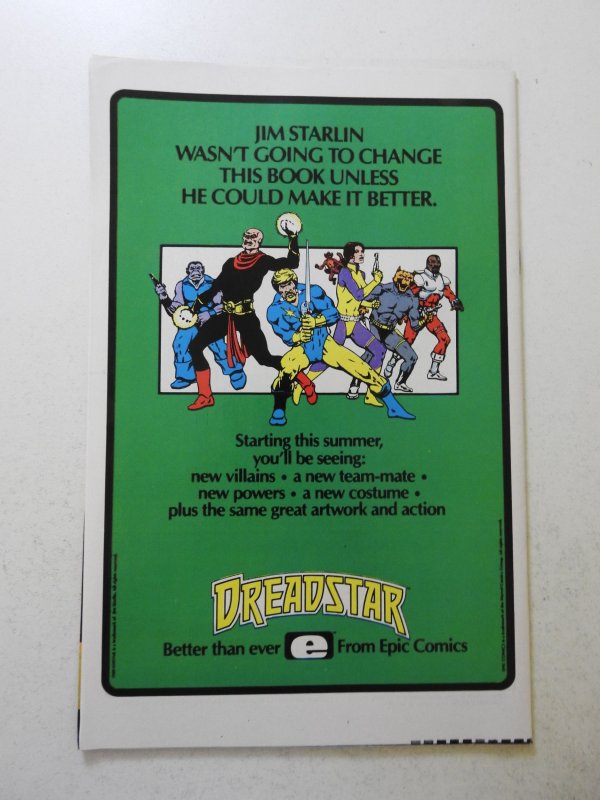 JIM STARLIN
WASN'T GOING TO CHANGE
THIS BOOK UNLESS
HE COULD MAKE IT BETTER.
Starting this summer,
you'll be seeing:
new villains • a new team-mate •
new powers • a new costume •
plus the same great artwork and action
DREADSTAR
Better than ever e From Epic Comics